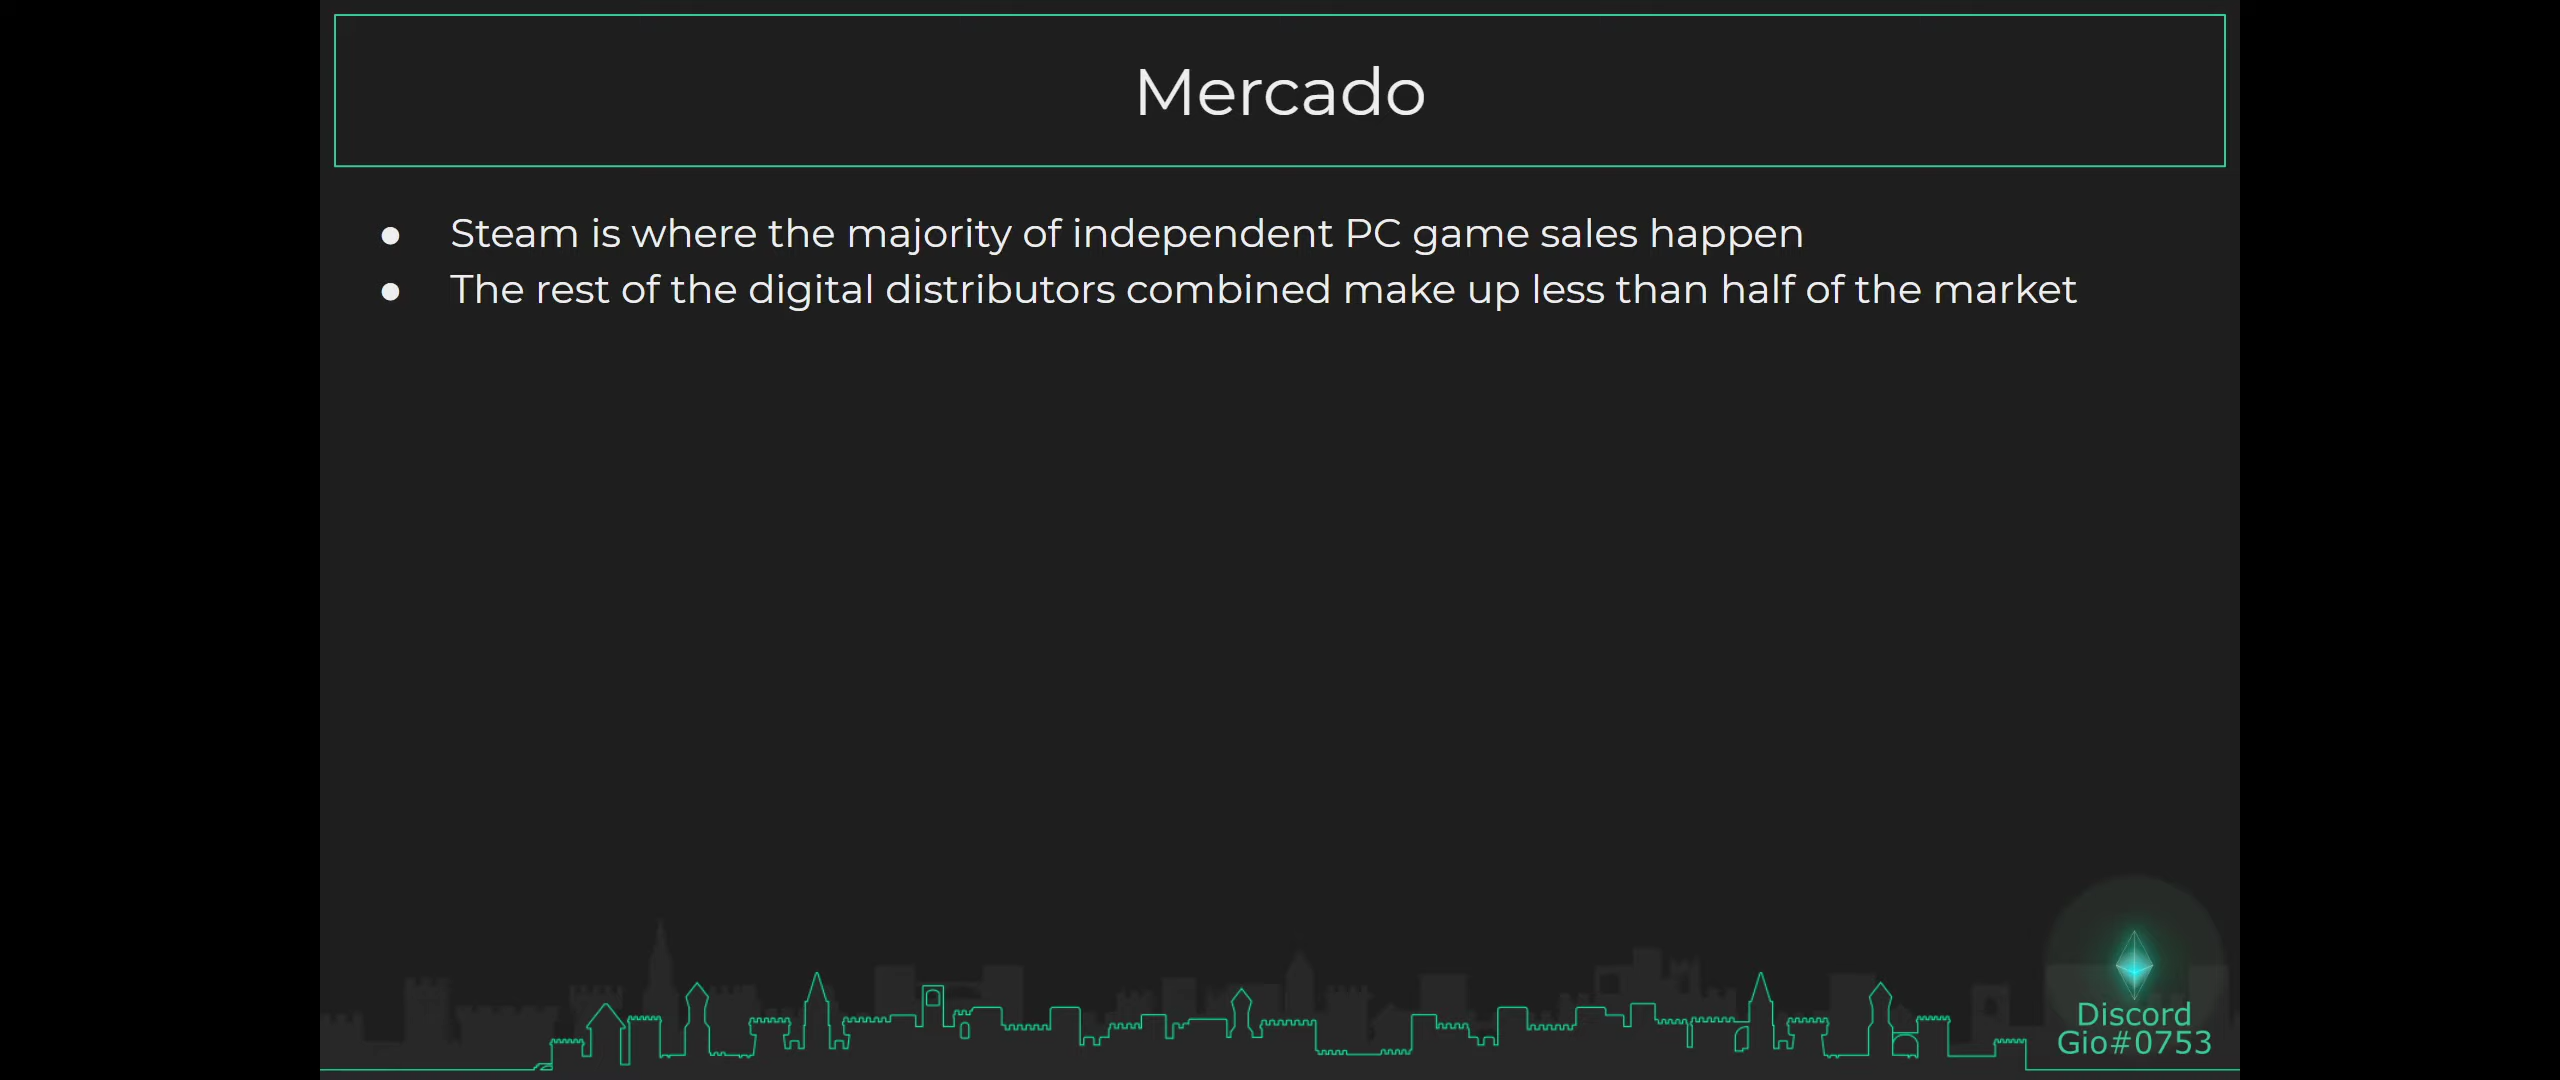 Mercado
● Steam is where the majority of independent PC game sales happen
● The rest of the digital distributors combined make up less than half of the market
Discord
Gio#0753